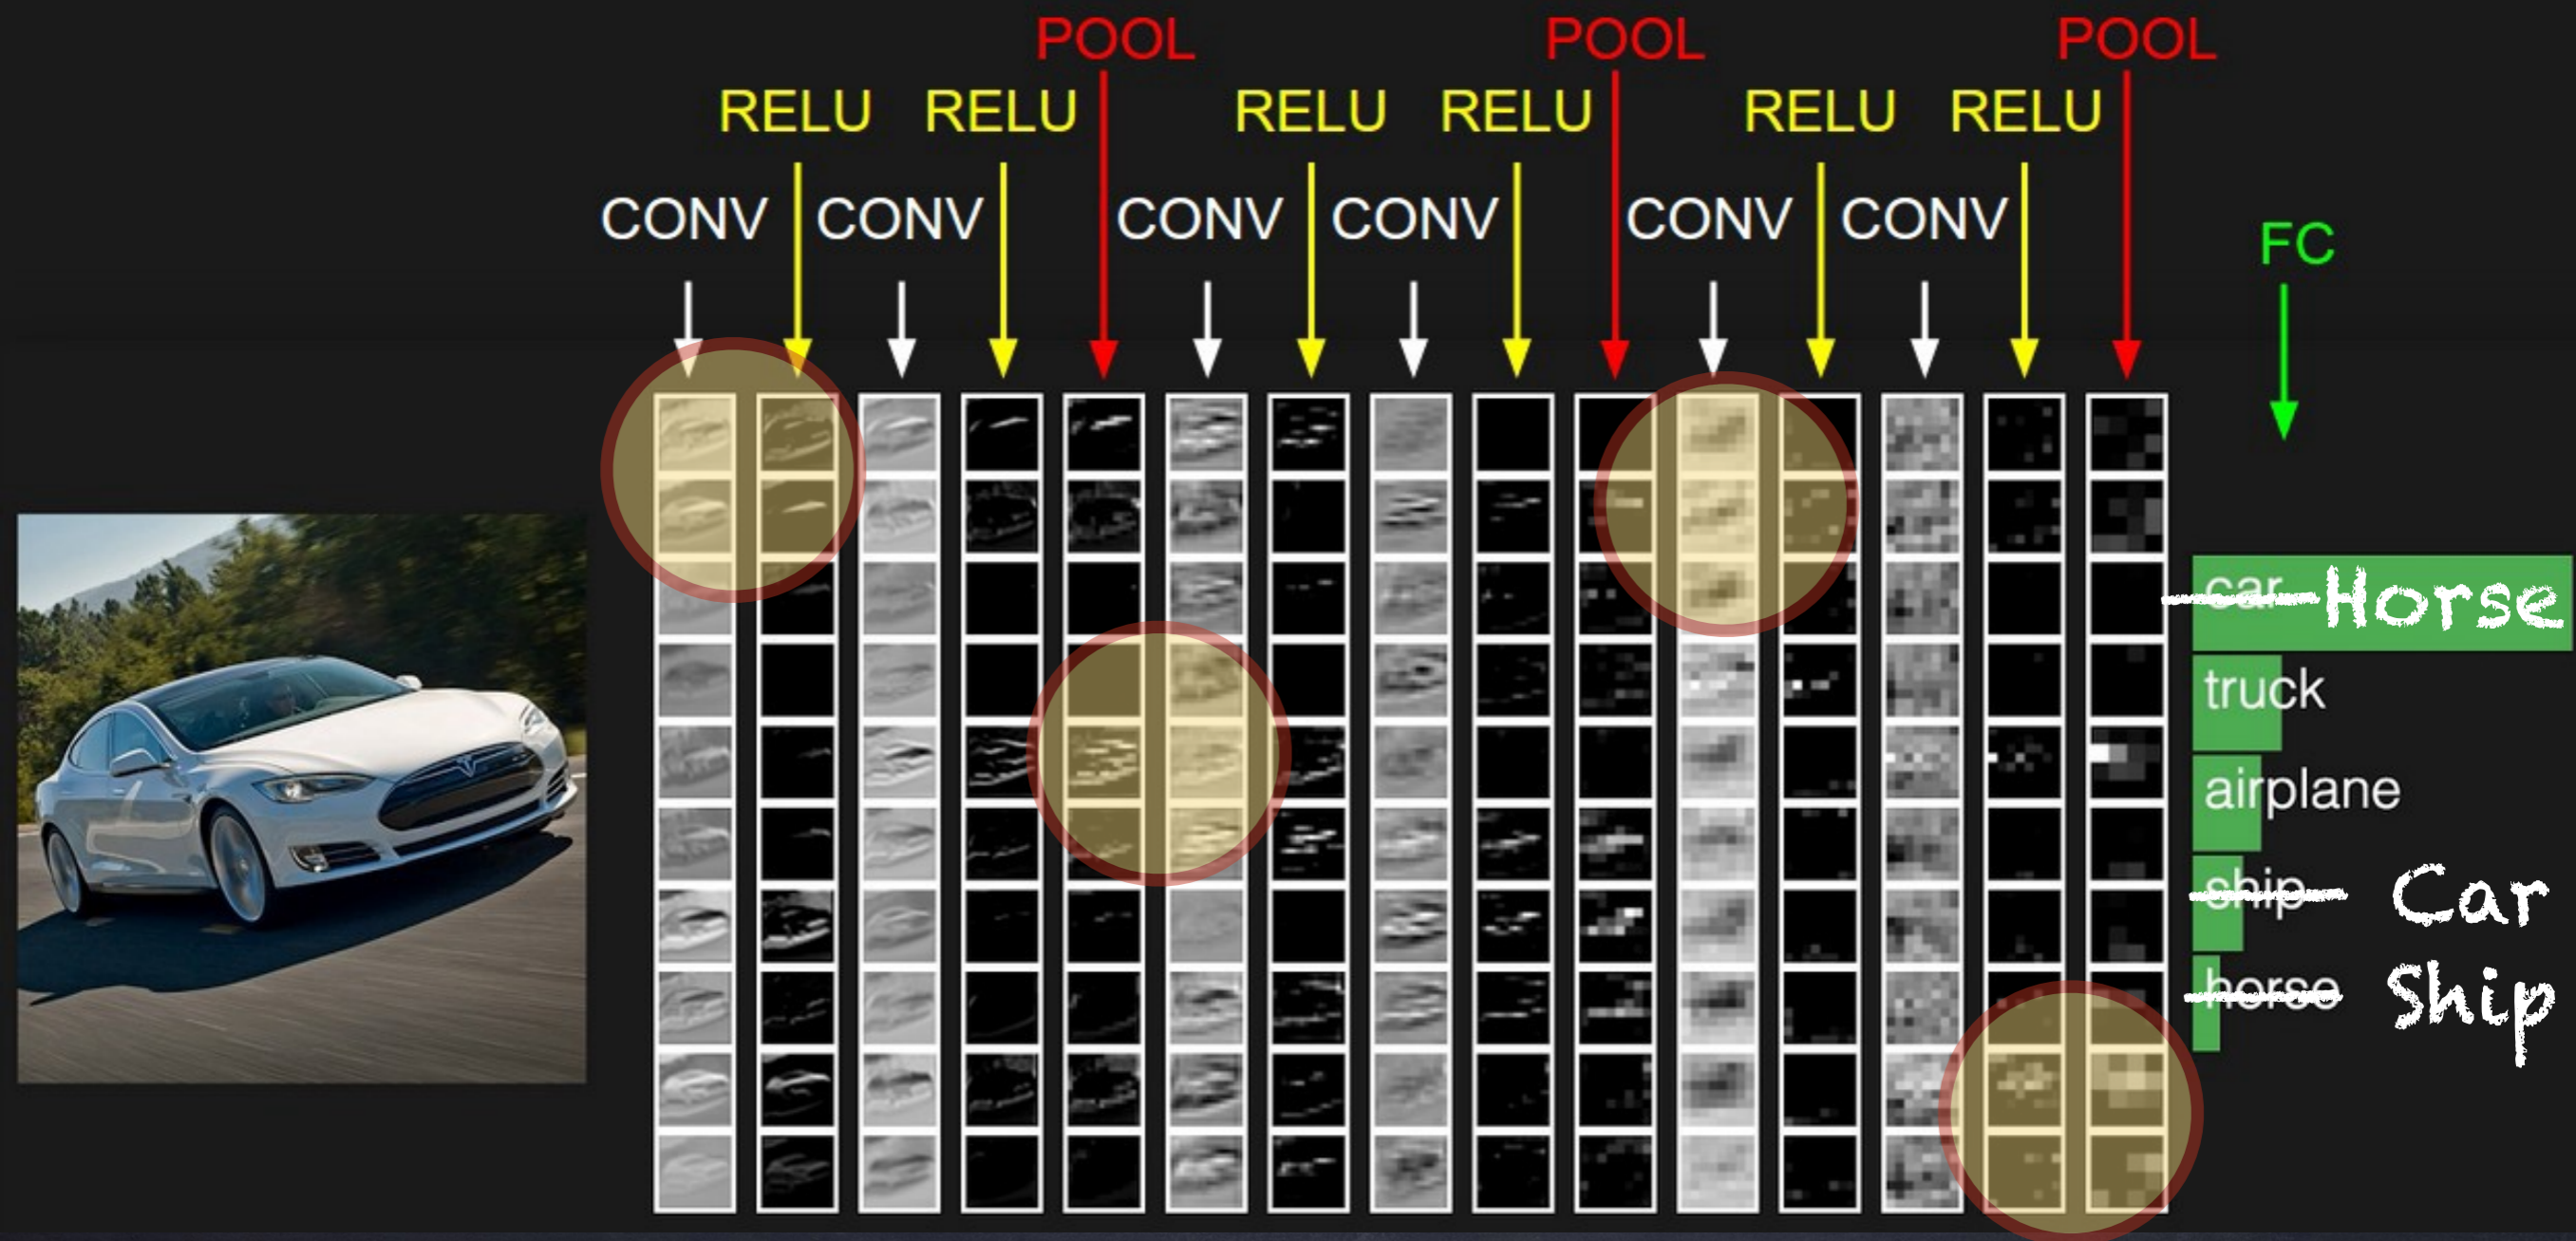 POOL POOL POOL
RELU RELU RELU RELU RELU RELU
CONV CONV CONV CONV CONV CONV
FC
car Horse
truck
airplane
ship Car
horse Ship